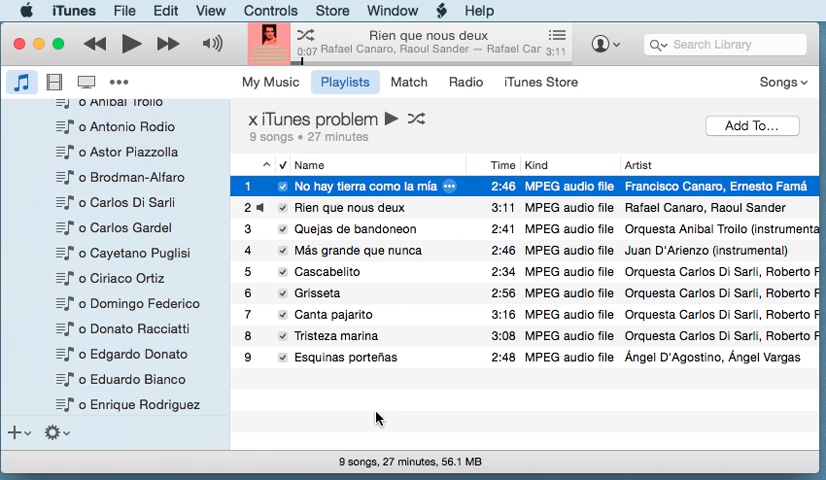 iTunes File Edit View Controls Store Window Help
Rien que nous deux
0:07 Rafael Canaro, Raoul Sander — Rafael Car 3:11
Search Library
My Music Playlists Match Radio iTunes Store Songs
o Anibal Troilo
o Antonio Rodio
o Astor Piazzolla
o Brodman-Alfaro
o Carlos Di Sarli
o Carlos Gardel
o Cayetano Puglisi
o Ciriaco Ortiz
o Domingo Federico
o Donato Racciatti
o Edgardo Donato
o Eduardo Bianco
o Enrique Rodriguez
x iTunes problem
9 songs • 27 minutes
Add To...
Name Time Kind Artist
1 No hay tierra como la mía 2:46 MPEG audio file Francisco Canaro, Ernesto Famá
2 Rien que nous deux 3:11 MPEG audio file Rafael Canaro, Raoul Sander
3 Quejas de bandoneon 2:41 MPEG audio file Orquesta Anibal Troilo (instrumenta
4 Más grande que nunca 2:46 MPEG audio file Juan D'Arienzo (instrumental)
5 Cascabelito 2:34 MPEG audio file Orquesta Carlos Di Sarli, Roberto F
6 Grisseta 2:56 MPEG audio file Orquesta Carlos Di Sarli, Roberto F
7 Canta pajarito 3:16 MPEG audio file Orquesta Carlos Di Sarli, Roberto F
8 Tristeza marina 3:08 MPEG audio file Orquesta Carlos Di Sarli, Roberto F
9 Esquinas porteñas 2:48 MPEG audio file Ángel D'Agostino, Ángel Vargas
9 songs, 27 minutes, 56.1 MB